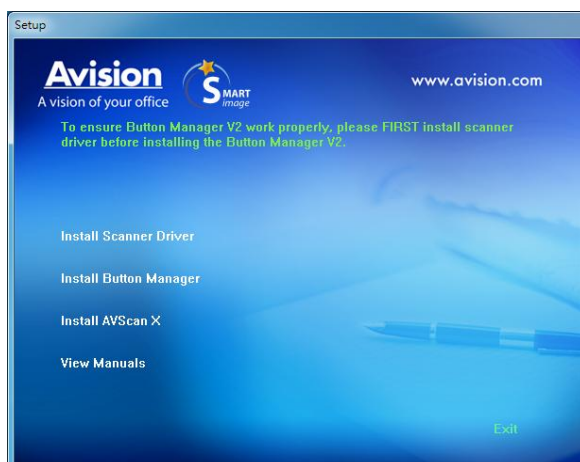 Setup
Avision
A vision of your office
SMART
image
www.avision.com
To ensure Button Manager V2 work properly, please FIRST install scanner
driver before installing the Button Manager V2.
Install Scanner Driver
Install Button Manager
Install AVScan X
View Manuals
Exit